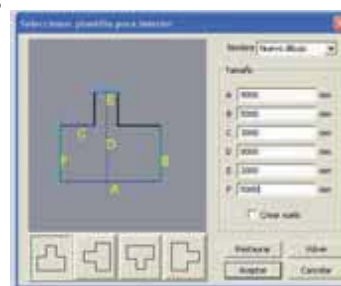 Seleccionar plantilla para interior
Nombre Nuevo dibujo
Tamaño
A mm
B mm
C mm
D mm
E mm
F mm
Crear suelo
Restaurar Volver
Aceptar Cancelar
E
C D
F B
A